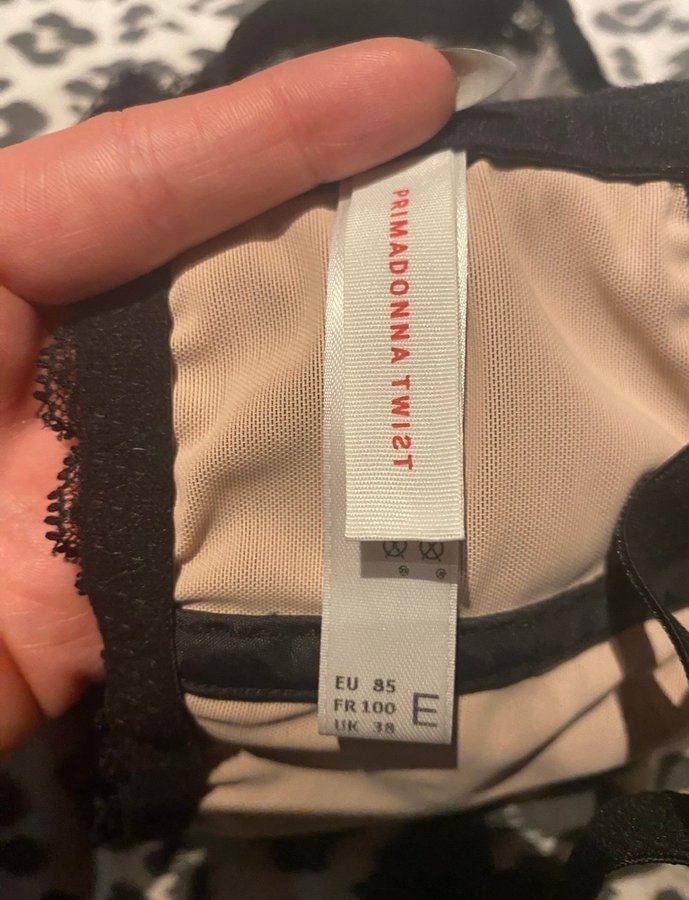 PRIMADONNA TWIST
EU 85
FR 100 E
UK 38